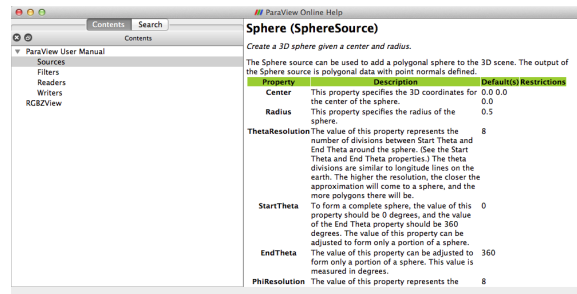 ParaView Online Help
Contents Search
Contents
ParaView User Manual
Sources
Filters
Readers
Writers
RGBZView
Sphere (SphereSource)
Create a 3D sphere given a center and radius.
The Sphere source can be used to add a polygonal sphere to the 3D scene. The output of
the Sphere source is polygonal data with point normals defined.
Property Description Default(s) Restrictions
Center This property specifies the 3D coordinates for 0.0 0.0
the center of the sphere. 0.0
Radius This property specifies the radius of the 0.5
sphere.
ThetaResolution The value of this property represents the 8
number of divisions between Start Theta and
End Theta around the sphere. (See the Start
Theta and End Theta properties.) The theta
divisions are similar to longitude lines on the
earth. The higher the resolution, the closer the
approximation will come to a sphere, and the
more polygons there will be.
StartTheta To form a complete sphere, the value of this 0
property should be 0 degrees, and the value
of the End Theta property should be 360
degrees. The value of this property can be
adjusted to form only a portion of a sphere.
EndTheta The value of this property can be adjusted to 360
form only a portion of a sphere. This value is
measured in degrees.
PhiResolution The value of this property represents the 8